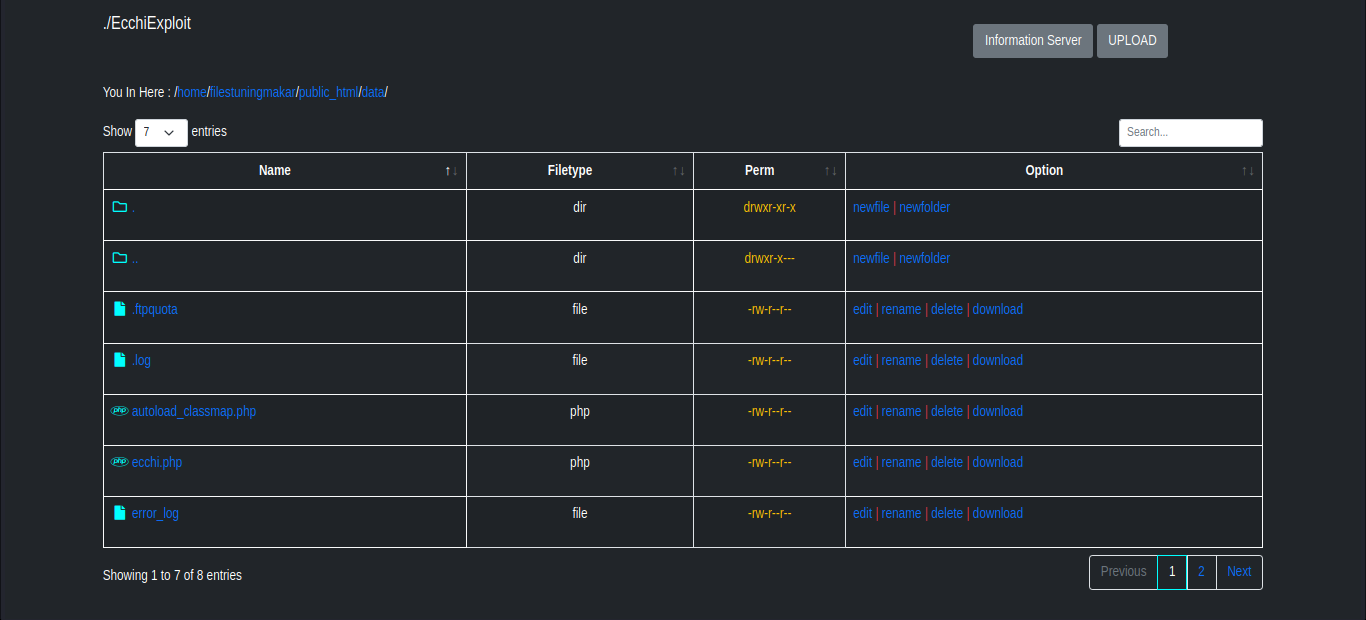 ./EcchiExploit
Information Server UPLOAD
You In Here : /home/filestuningmakar/public_html/data/
Show 7 entries Search...
Name ↑↓ Filetype ↑↓ Perm ↑↓ Option ↑↓
. dir drwxr-xr-x newfile | newfolder
.. dir drwxr-x--- newfile | newfolder
.ftpquota file -rw-r--r-- edit | rename | delete | download
.log file -rw-r--r-- edit | rename | delete | download
php autoload_classmap.php php -rw-r--r-- edit | rename | delete | download
php ecchi.php php -rw-r--r-- edit | rename | delete | download
error_log file -rw-r--r-- edit | rename | delete | download
Showing 1 to 7 of 8 entries Previous 1 2 Next